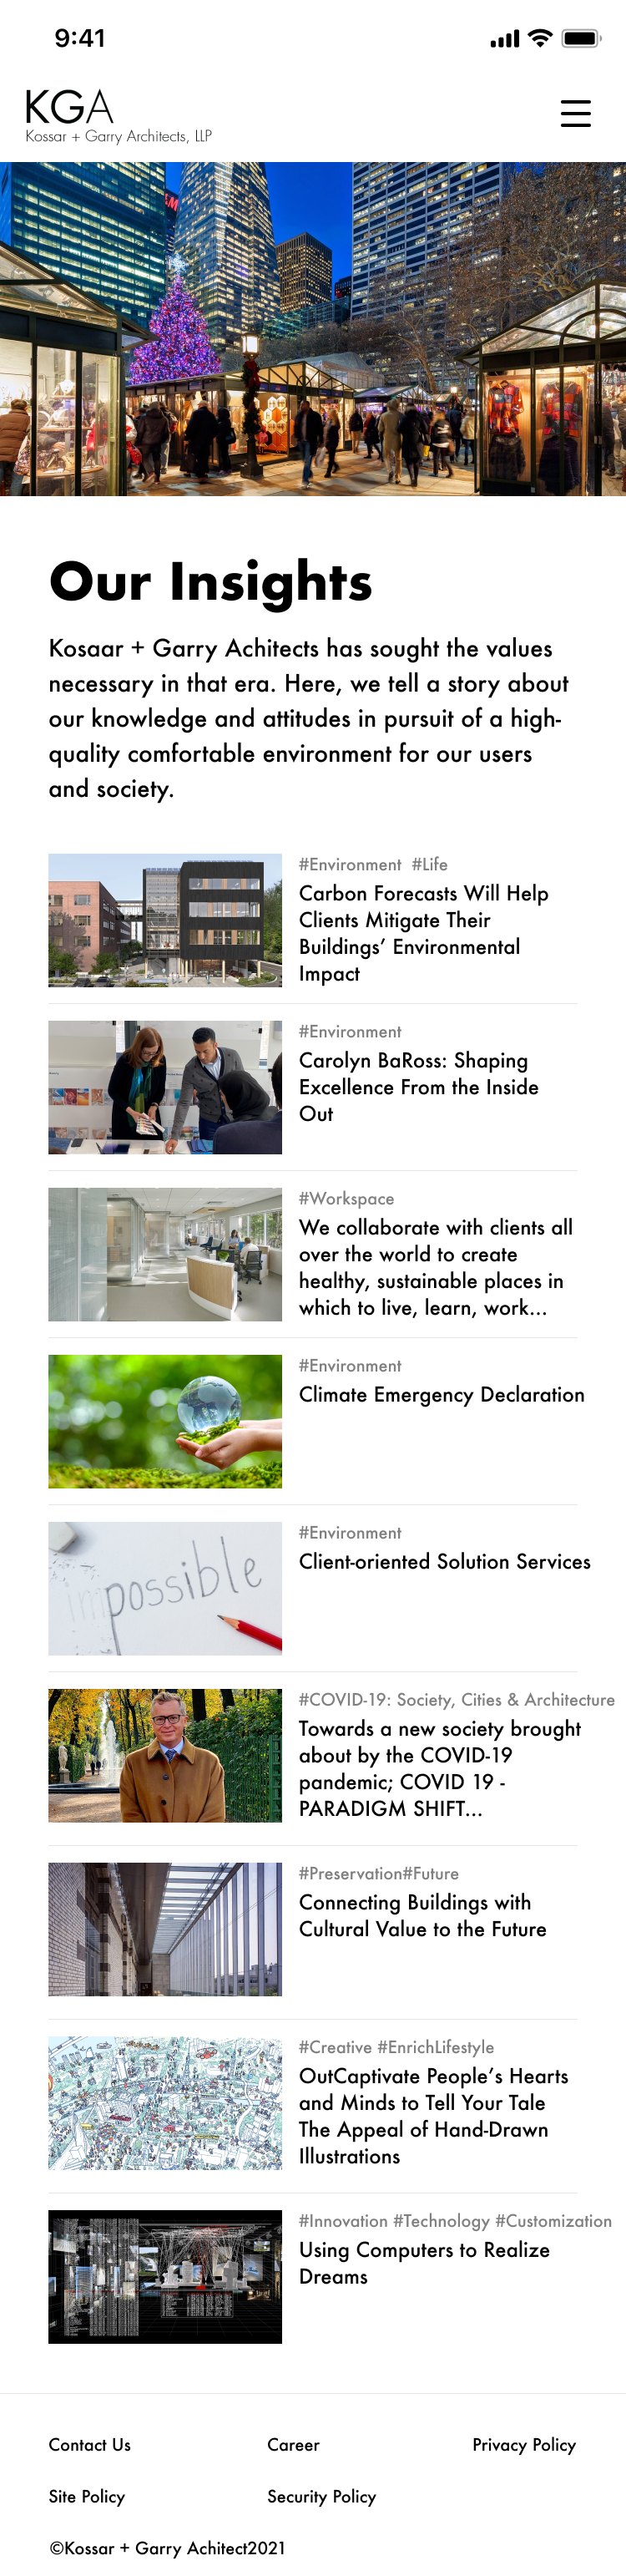 9:41
KGA
Kossar + Garry Architects, LLP
Our Insights
Kosaar + Garry Achitects has sought the values
necessary in that era. Here, we tell a story about
our knowledge and attitudes in pursuit of a high-
quality comfortable environment for our users
and society.
#Environment #Life
Carbon Forecasts Will Help
Clients Mitigate Their
Buildings’ Environmental
Impact
#Environment
Carolyn BaRoss: Shaping
Excellence From the Inside
Out
#Workspace
We collaborate with clients all
over the world to create
healthy, sustainable places in
which to live, learn, work...
#Environment
Climate Emergency Declaration
impossible
#Environment
Client-oriented Solution Services
#COVID-19: Society, Cities & Architecture
Towards a new society brought
about by the COVID-19
pandemic; COVID 19 -
PARADIGM SHIFT...
#Preservation#Future
Connecting Buildings with
Cultural Value to the Future
#Creative #EnrichLifestyle
OutCaptivate People’s Hearts
and Minds to Tell Your Tale
The Appeal of Hand-Drawn
Illustrations
#Innovation #Technology #Customization
Using Computers to Realize
Dreams
Contact Us
Career
Privacy Policy
Site Policy
Security Policy
©Kossar + Garry Achitect2021